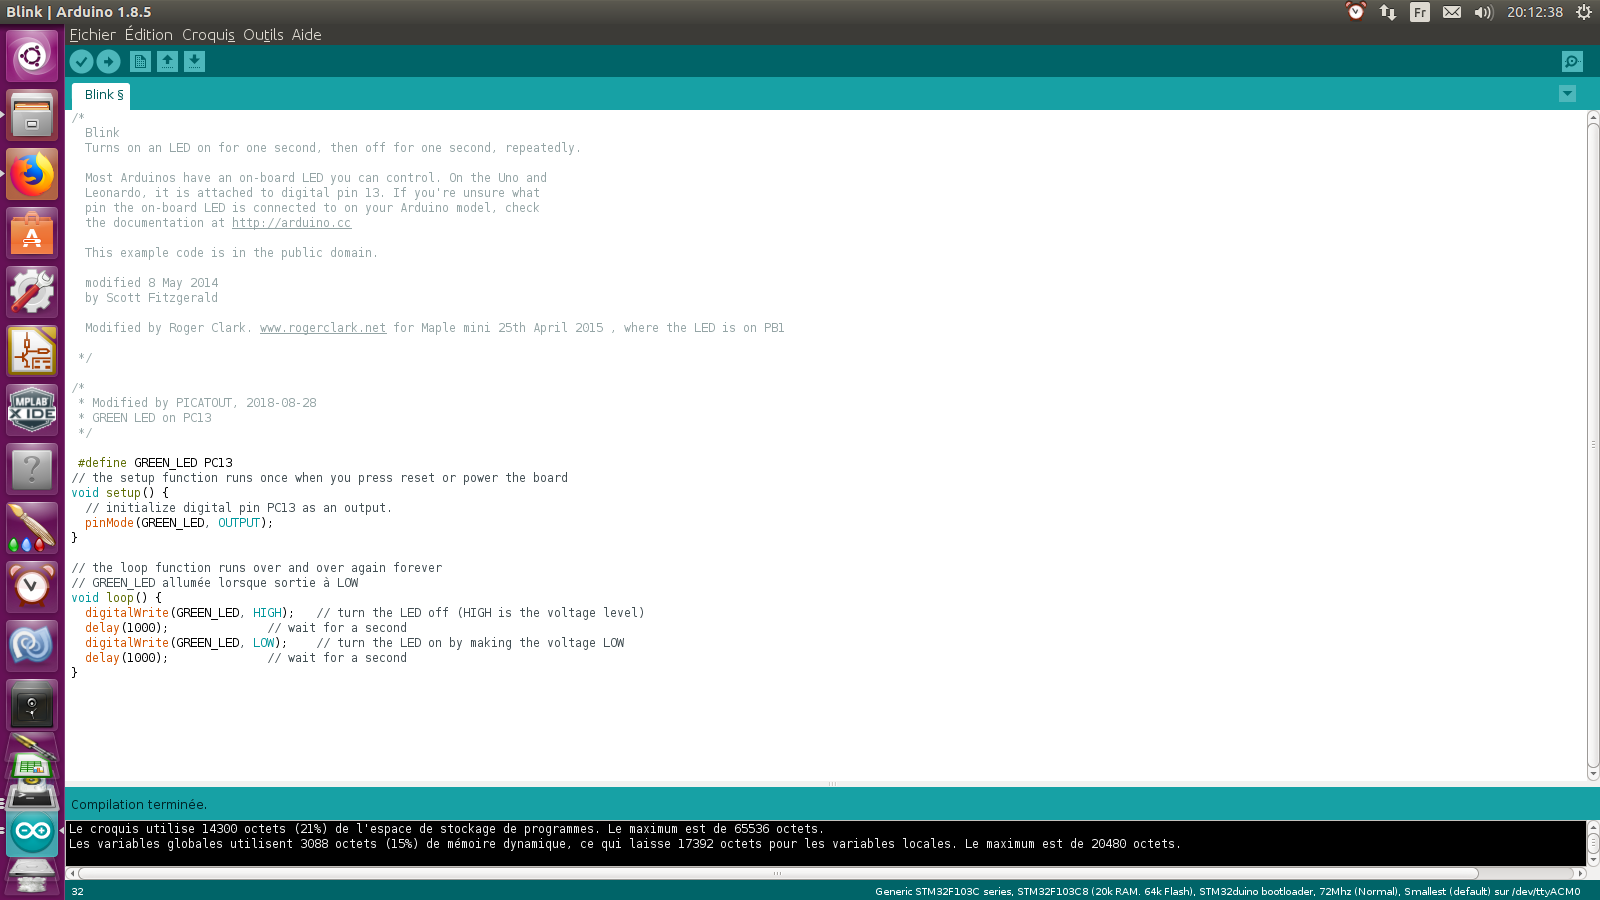 Blink | Arduino 1.8.5
Fr
20:12:38
Fichier Édition Croquis Outils Aide
Blink §
/*
Blink
Turns on an LED on for one second, then off for one second, repeatedly.
Most Arduinos have an on-board LED you can control. On the Uno and
Leonardo, it is attached to digital pin 13. If you're unsure what
pin the on-board LED is connected to on your Arduino model, check
the documentation at http://arduino.cc
This example code is in the public domain.
modified 8 May 2014
by Scott Fitzgerald
Modified by Roger Clark. www.rogerclark.net for Maple mini 25th April 2015 , where the LED is on PB1
*/
/*
* Modified by PICATOUT, 2018-08-28
* GREEN LED on PC13
*/
#define GREEN_LED PC13
// the setup function runs once when you press reset or power the board
void setup() {
// initialize digital pin PC13 as an output.
pinMode(GREEN_LED, OUTPUT);
}
// the loop function runs over and over again forever
// GREEN_LED allumée lorsque sortie à LOW
void loop() {
digitalWrite(GREEN_LED, HIGH);   // turn the LED off (HIGH is the voltage level)
delay(1000);              // wait for a second
digitalWrite(GREEN_LED, LOW);    // turn the LED on by making the voltage LOW
delay(1000);              // wait for a second
}
MPLAB
X IDE
Compilation terminée.
Le croquis utilise 14300 octets (21%) de l'espace de stockage de programmes. Le maximum est de 65536 octets.
Les variables globales utilisent 3088 octets (15%) de mémoire dynamique, ce qui laisse 17392 octets pour les variables locales. Le maximum est de 20480 octets.
32
Generic STM32F103C series, STM32F103C8 (20k RAM. 64k Flash), STM32duino bootloader, 72Mhz (Normal), Smallest (default) sur /dev/ttyACM0